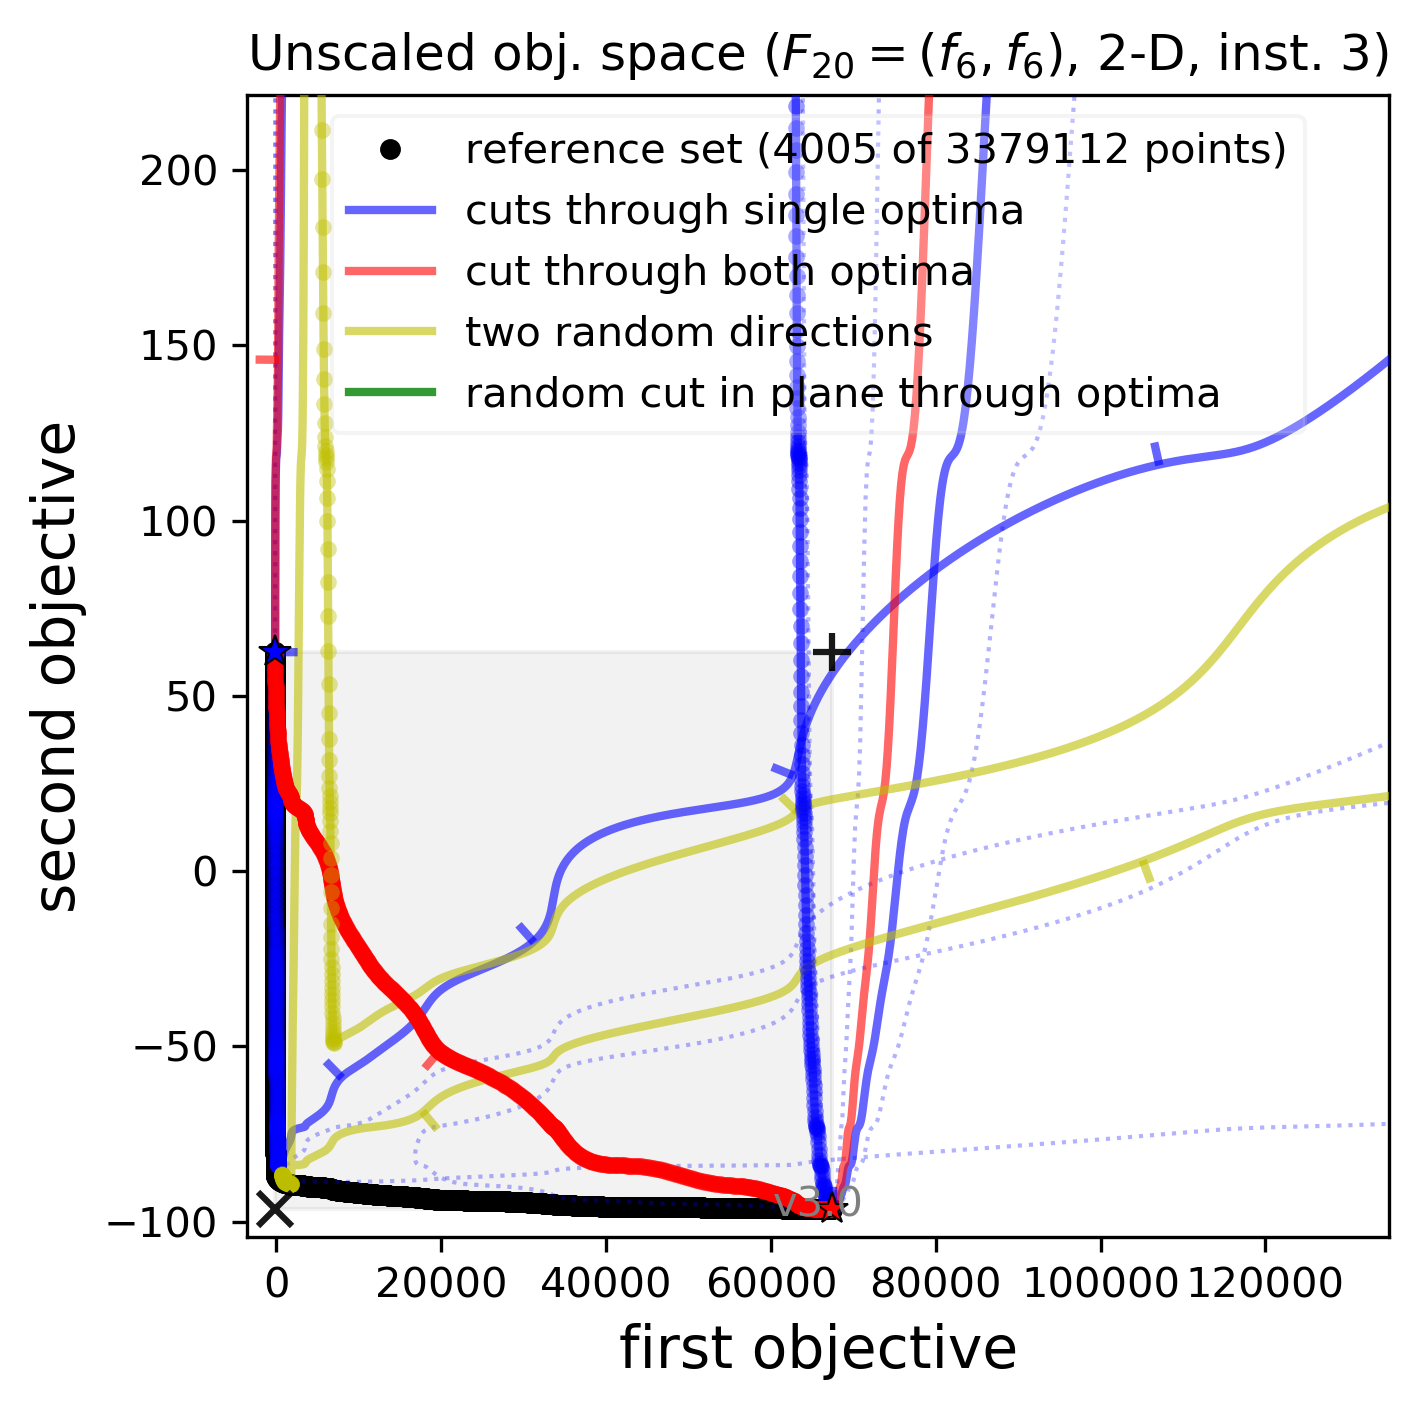 Unscaled obj. space (F₂₀ = (f₆, f₆), 2-D, inst. 3)
reference set (4005 of 3379112 points)
cuts through single optima
cut through both optima
two random directions
random cut in plane through optima
second objective
200
150
100
50
0
−50
−100
v3.0
0 20000 40000 60000 80000 100000 120000
first objective